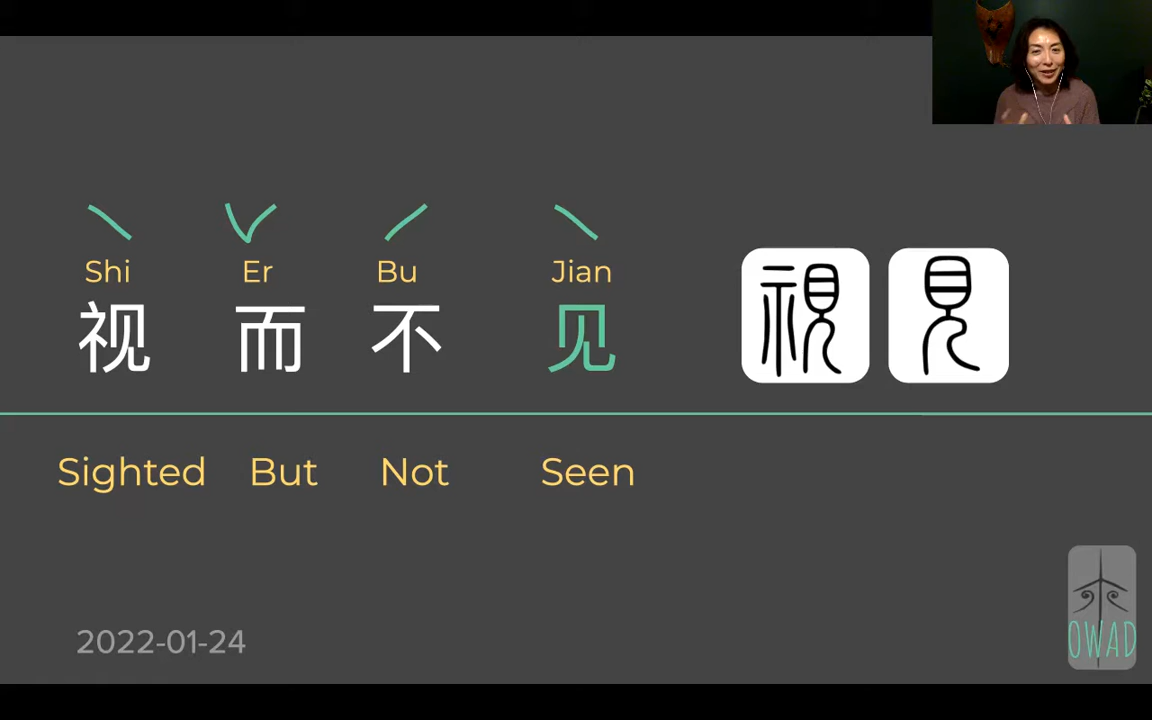 Shi Er Bu Jian
视 而 不 见 視 見
Sighted But Not Seen
2022-01-24
OWAD